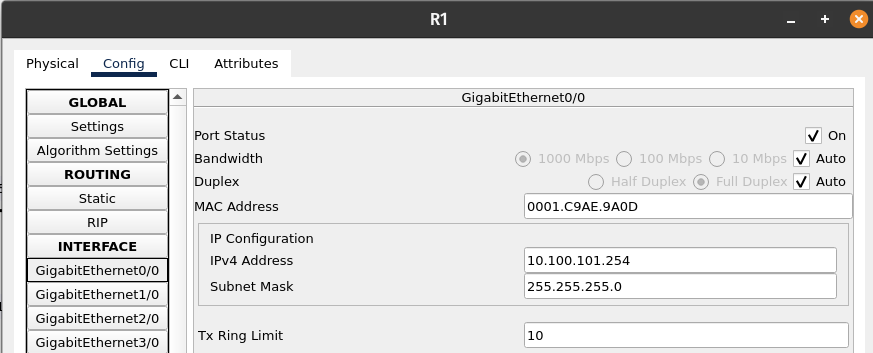 R1
Physical Config CLI Attributes
GLOBAL
Settings
Algorithm Settings
ROUTING
Static
RIP
INTERFACE
GigabitEthernet0/0
GigabitEthernet1/0
GigabitEthernet2/0
GigabitEthernet3/0
GigabitEthernet0/0
Port Status On
Bandwidth 1000 Mbps 100 Mbps 10 Mbps Auto
Duplex Half Duplex Full Duplex Auto
MAC Address 0001.C9AE.9A0D
IP Configuration
IPv4 Address 10.100.101.254
Subnet Mask 255.255.255.0
Tx Ring Limit 10